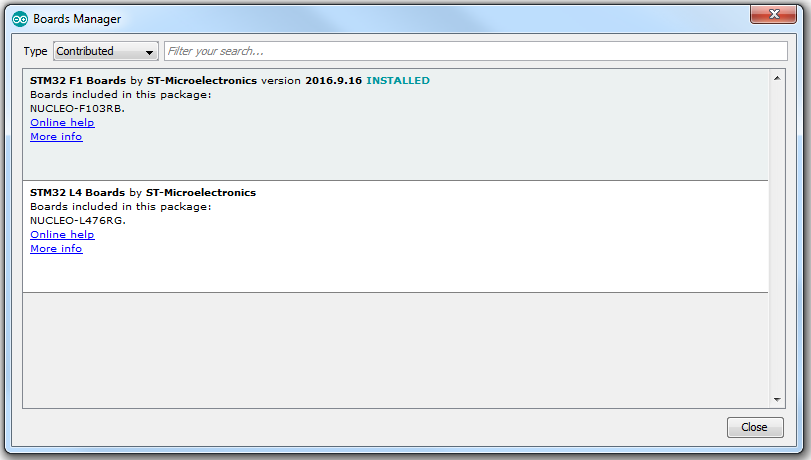 Boards Manager
Type Contributed Filter your search...
STM32 F1 Boards by ST-Microelectronics version 2016.9.16 INSTALLED
Boards included in this package:
NUCLEO-F103RB.
Online help
More info
STM32 L4 Boards by ST-Microelectronics
Boards included in this package:
NUCLEO-L476RG.
Online help
More info
Close